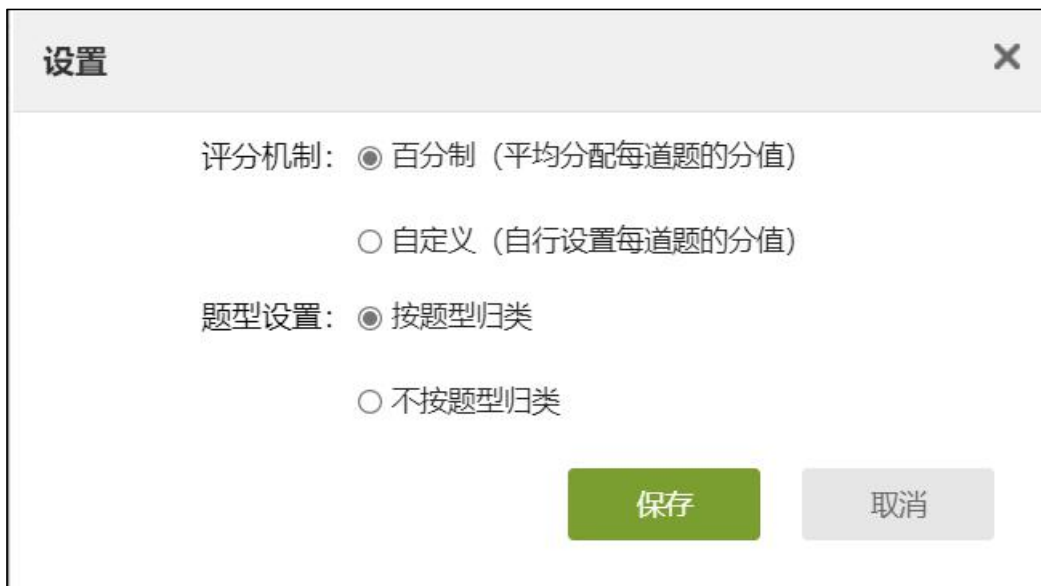 设置
评分机制： 百分制（平均分配每道题的分值）
自定义（自行设置每道题的分值）
题型设置： 按题型归类
不按题型归类
保存 取消